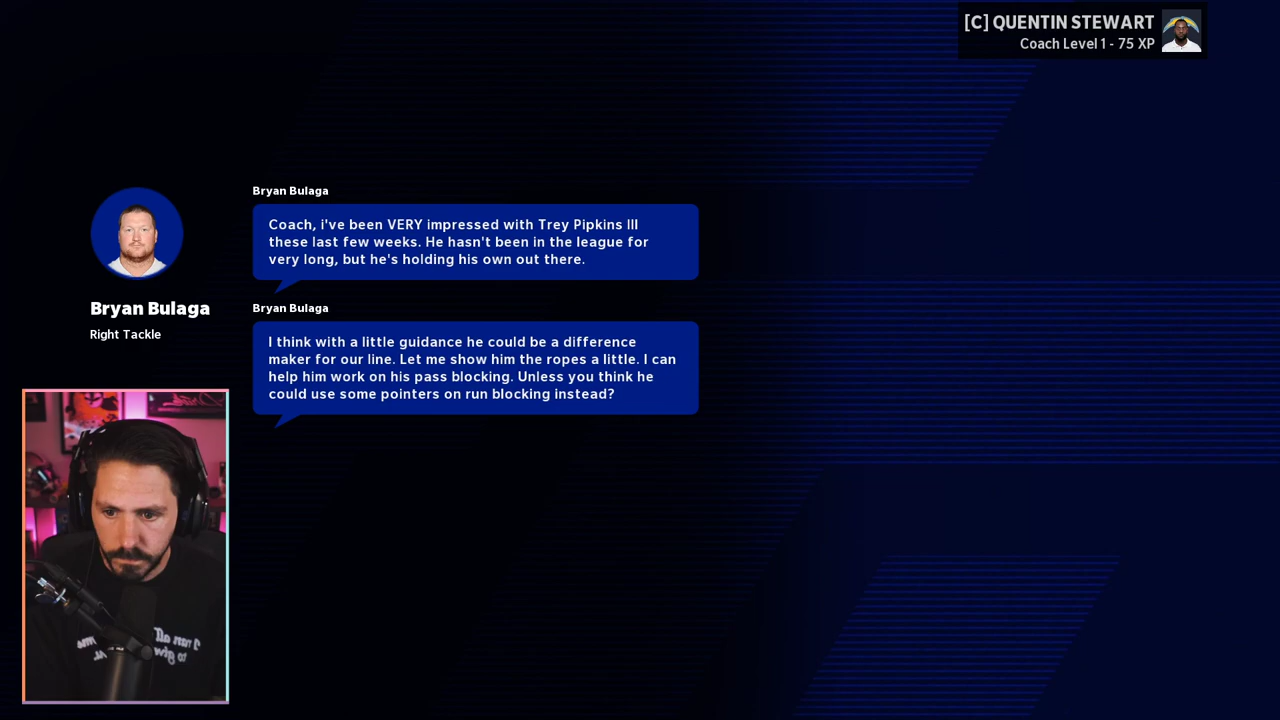 [C] QUENTIN STEWART
Coach Level 1 - 75 XP
Bryan Bulaga
Coach, i've been VERY impressed with Trey Pipkins III
these last few weeks. He hasn't been in the league for
very long, but he's holding his own out there.
Bryan Bulaga
Right Tackle
Bryan Bulaga
I think with a little guidance he could be a difference
maker for our line. Let me show him the ropes a little. I can
help him work on his pass blocking. Unless you think he
could use some pointers on run blocking instead?